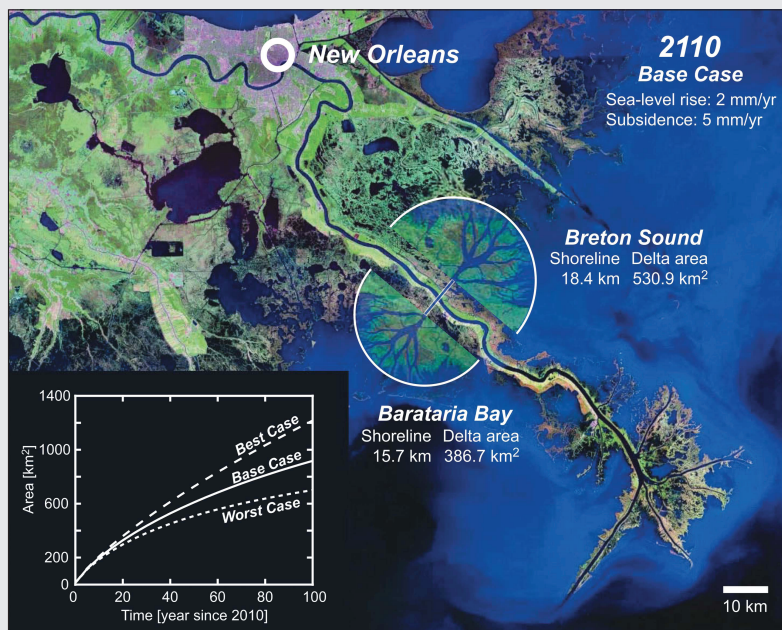 New Orleans
2110
Base Case
Sea-level rise: 2 mm/yr
Subsidence: 5 mm/yr
Breton Sound
Shoreline Delta area
18.4 km 530.9 km²
Barataria Bay
Shoreline Delta area
15.7 km 386.7 km²
1400
1000
600
200
0
Area [km²]
Best Case
Base Case
Worst Case
0 20 40 60 80 100
Time [year since 2010]
10 km